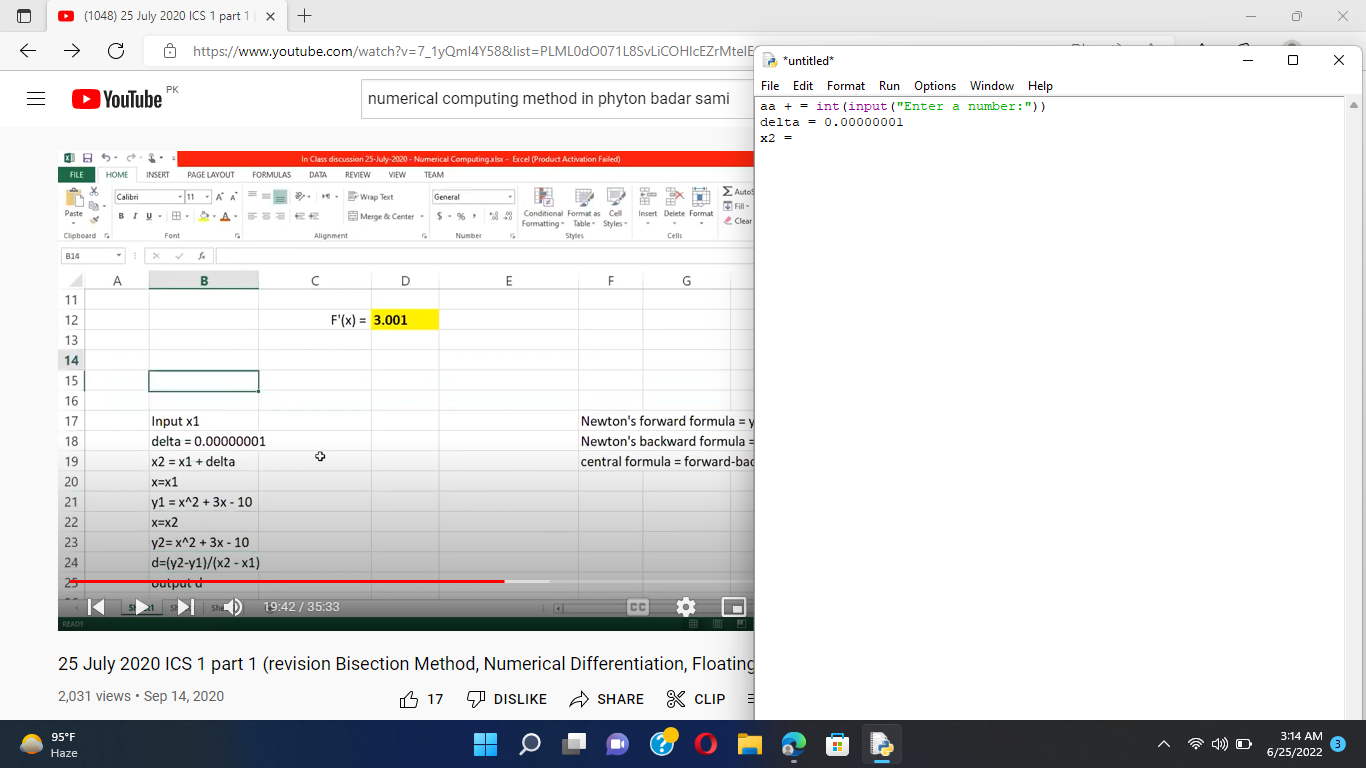 (1048) 25 July 2020 ICS 1 part 1
https://www.youtube.com/watch?v=7_1yQmI4Y58&list=PLML0dO071L8SvLiCOHIcEZrMteIE
YouTube PK
numerical computing method in phyton badar sami
In Class discussion 25-July-2020 - Numerical Computing.xlsx - Excel (Product Activation Failed)
FILE HOME INSERT PAGE LAYOUT FORMULAS DATA REVIEW VIEW TEAM
Calibri 11 Wrap Text General AutoS
Paste B I U Merge & Center $ % Conditional Formatting Format as Table Cell Styles Insert Delete Format Fill Clear
Clipboard Font Alignment Number Styles Cells
B14 fx
A B C D E F G
11
12 F'(x) = 3.001
13
14
15
16
17 Input x1 Newton's forward formula = y
18 delta = 0.00000001 Newton's backward formula =
19 x2 = x1 + delta central formula = forward-bac
20 x=x1
21 y1 = x^2 + 3x - 10
22 x=x2
23 y2= x^2 + 3x - 10
24 d=(y2-y1)/(x2 - x1)
25 output d
19:42 / 35:33 CC
READY
25 July 2020 ICS 1 part 1 (revision Bisection Method, Numerical Differentiation, Floating
2,031 views • Sep 14, 2020 17 DISLIKE SHARE CLIP
*untitled*
File Edit Format Run Options Window Help
aa + = int(input("Enter a number:"))
delta = 0.00000001
x2 =
95°F
Haze
3:14 AM
6/25/2022 3